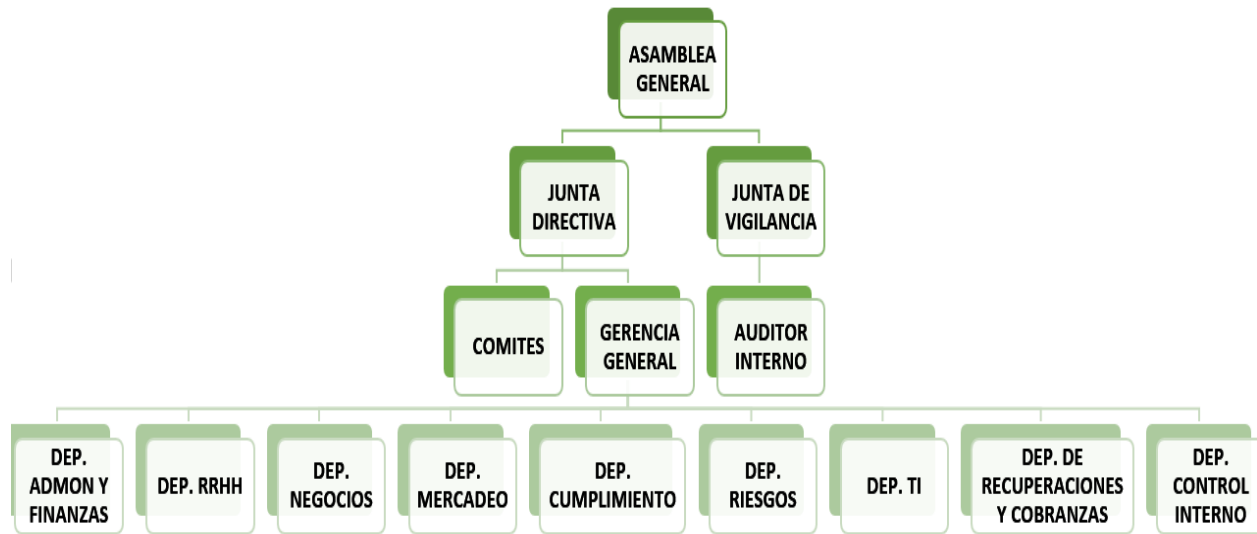 ASAMBLEA
GENERAL
JUNTA
DIRECTIVA
JUNTA DE
VIGILANCIA
COMITES
GERENCIA
GENERAL
AUDITOR
INTERNO
DEP.
ADMON Y
FINANZAS
DEP. RRHH
DEP.
NEGOCIOS
DEP.
MERCADEO
DEP.
CUMPLIMIENTO
DEP.
RIESGOS
DEP. TI
DEP. DE
RECUPERACIONES
Y COBRANZAS
DEP.
CONTROL
INTERNO